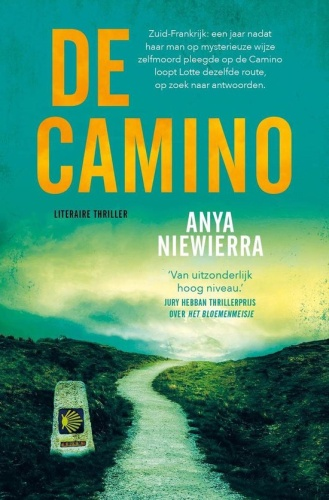 DE
CAMINO
Zuid-Frankrijk: een jaar nadat
haar man op mysterieuze wijze
zelfmoord pleegde op de Camino
loopt Lotte dezelfde route,
op zoek naar antwoorden.
LITERAIRE THRILLER
ANYA
NIEWIERRA
‘Van uitzonderlijk
hoog niveau.’
JURY HEBBAN THRILLERPRIJS
OVER HET BLOEMENMEISJE